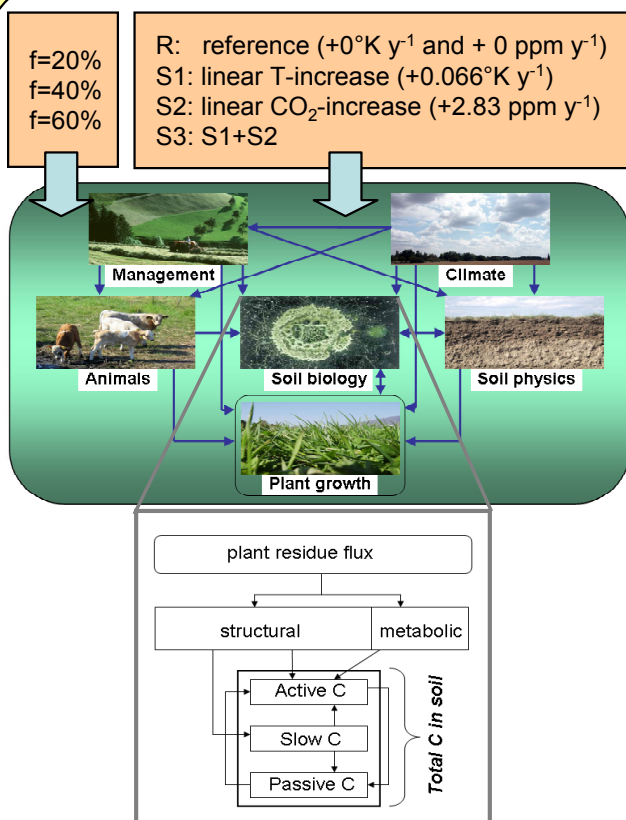 f=20%
f=40%
f=60%
R: reference (+0°K y⁻¹ and + 0 ppm y⁻¹)
S1: linear T-increase (+0.066°K y⁻¹)
S2: linear CO₂-increase (+2.83 ppm y⁻¹)
S3: S1+S2
Management
Climate
Animals
Soil biology
Soil physics
Plant growth
plant residue flux
structural
metabolic
Active C
Slow C
Passive C
Total C in soil